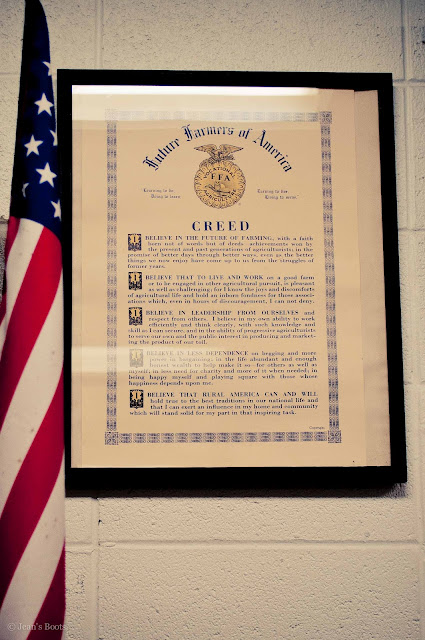 Future Farmers of America
VOCATIONAL
FFA
AGRICULTURE
Learning to do,
Doing to learn
Earning to live,
Living to serve.
CREED
I BELIEVE IN THE FUTURE OF FARMING, with a faith
born not of words but of deeds—achievements won by
the present and past generations of agriculturists; in the
promise of better days through better ways, even as the better
things we now enjoy have come up to us from the struggles of
former years.
I BELIEVE THAT TO LIVE AND WORK on a good farm
or to be engaged in other agricultural pursuit, is pleasant
as well as challenging; for I know the joys and discomforts
of agricultural life and hold an inborn fondness for those associ-
ations which, even in hours of discouragement, I can not deny.
I BELIEVE IN LEADERSHIP FROM OURSELVES and
respect from others. I believe in my own ability to work
efficiently and think clearly, with such knowledge and
skill as I can secure, and in the ability of progressive agriculturists
to serve our own and the public interest in producing and market-
ing the product of our toil.
I BELIEVE IN LESS DEPENDENCE on begging and more
power in bargaining; in the life abundant and enough
honest wealth to help make it so—for others as well as
myself; in less need for charity and more of it when needed; in
being happy myself and playing square with those whose
happiness depends upon me.
I BELIEVE THAT RURAL AMERICA CAN AND WILL
hold true to the best traditions in our national life and
that I can exert an influence in my home and community
which will stand solid for my part in that inspiring task.
Copyright
© Jean's Boots